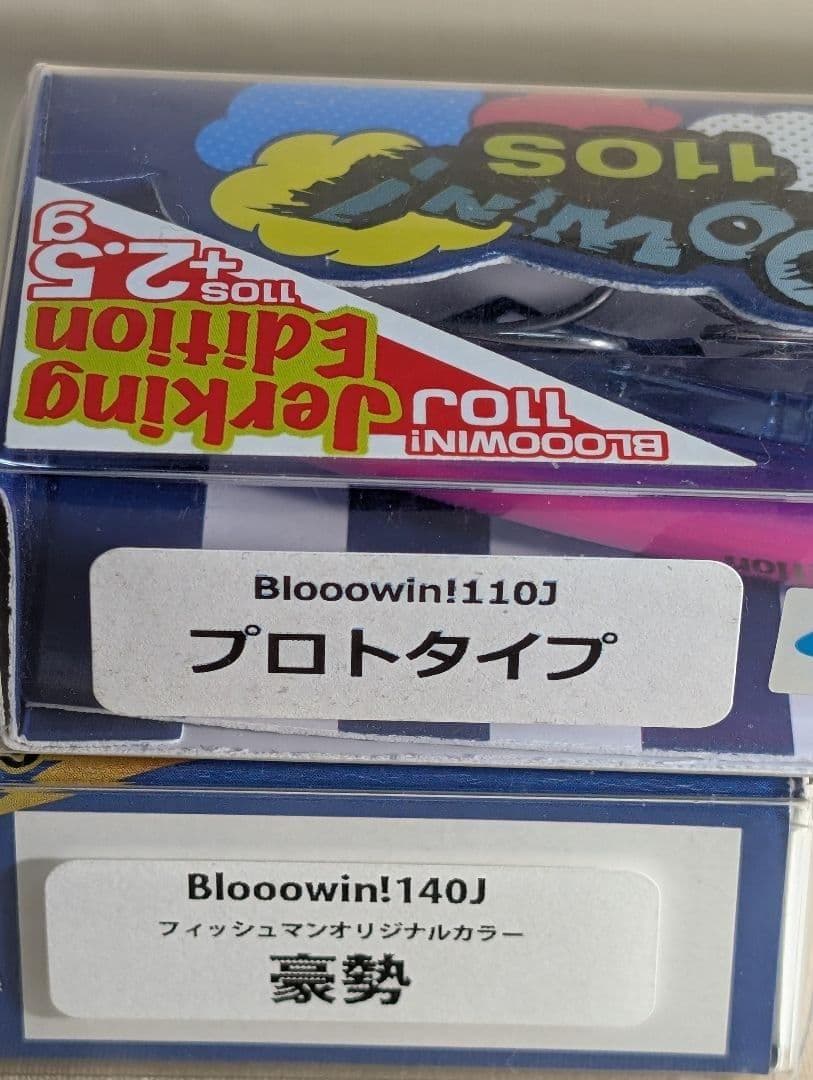 110S
BLOOOWIN!
110J
Jerking
Edition
110S
+2.5
g
Blooowin!110J
プロトタイプ
Blooowin!140J
フィッシュマンオリジナルカラー
豪勢